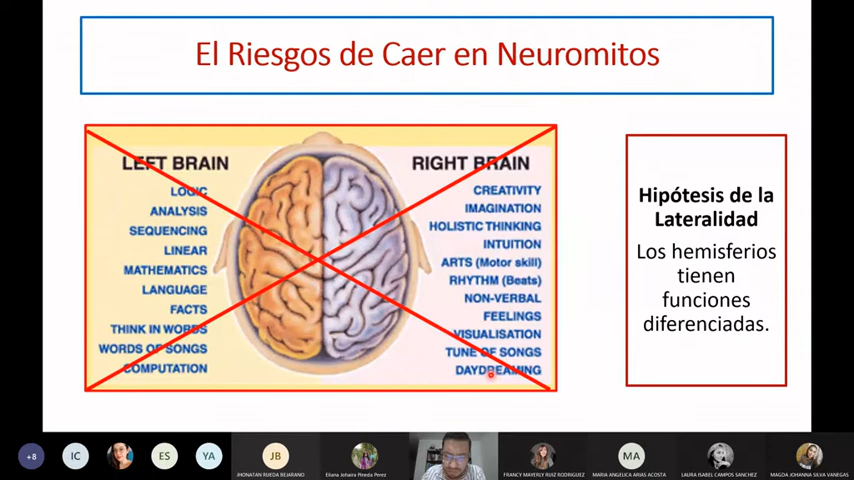 El Riesgos de Caer en Neuromitos
LEFT BRAIN
LOGIC
ANALYSIS
SEQUENCING
LINEAR
MATHEMATICS
LANGUAGE
FACTS
THINK IN WORDS
WORDS OF SONGS
COMPUTATION
RIGHT BRAIN
CREATIVITY
IMAGINATION
HOLISTIC THINKING
INTUITION
ARTS (Motor skill)
RHYTHM (Beats)
NON-VERBAL
FEELINGS
VISUALISATION
TUNE OF SONGS
DAYDREAMING
Hipótesis de la
Lateralidad
Los hemisferios
tienen
funciones
diferenciadas.
+8
IC
ES
YA
JB
MA
JHONATAN RUEDA BEJARANO
Eliana Johaira Pineda Perez
FRANCY MAYERLY RUIZ RODRIGUEZ
MARIA ANGELICA ARIAS ACOSTA
LAURA ISABEL CAMPOS SANCHEZ
MAGDA JOHANNA SILVA VANEGAS